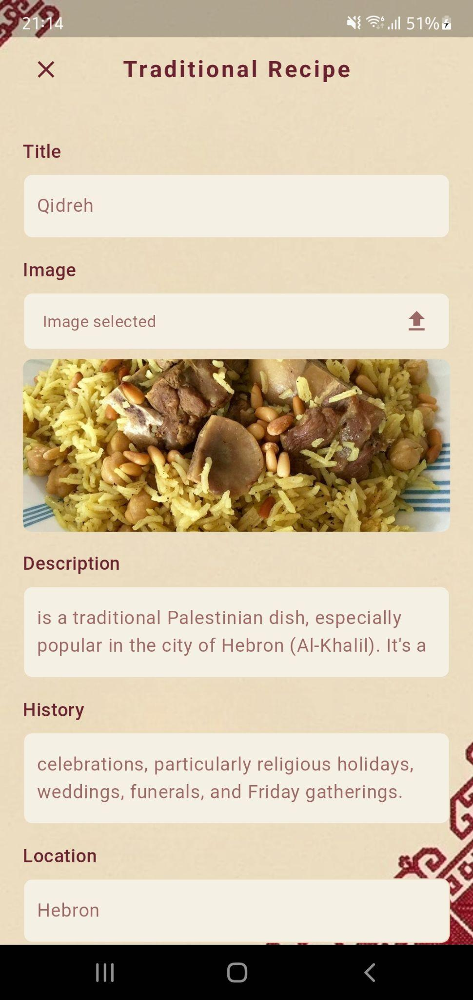 21:14
6
51%
Traditional Recipe
Title
Qidreh
Image
Image selected
Description
is a traditional Palestinian dish, especially
popular in the city of Hebron (Al-Khalil). It's a
History
celebrations, particularly religious holidays,
weddings, funerals, and Friday gatherings.
Location
Hebron